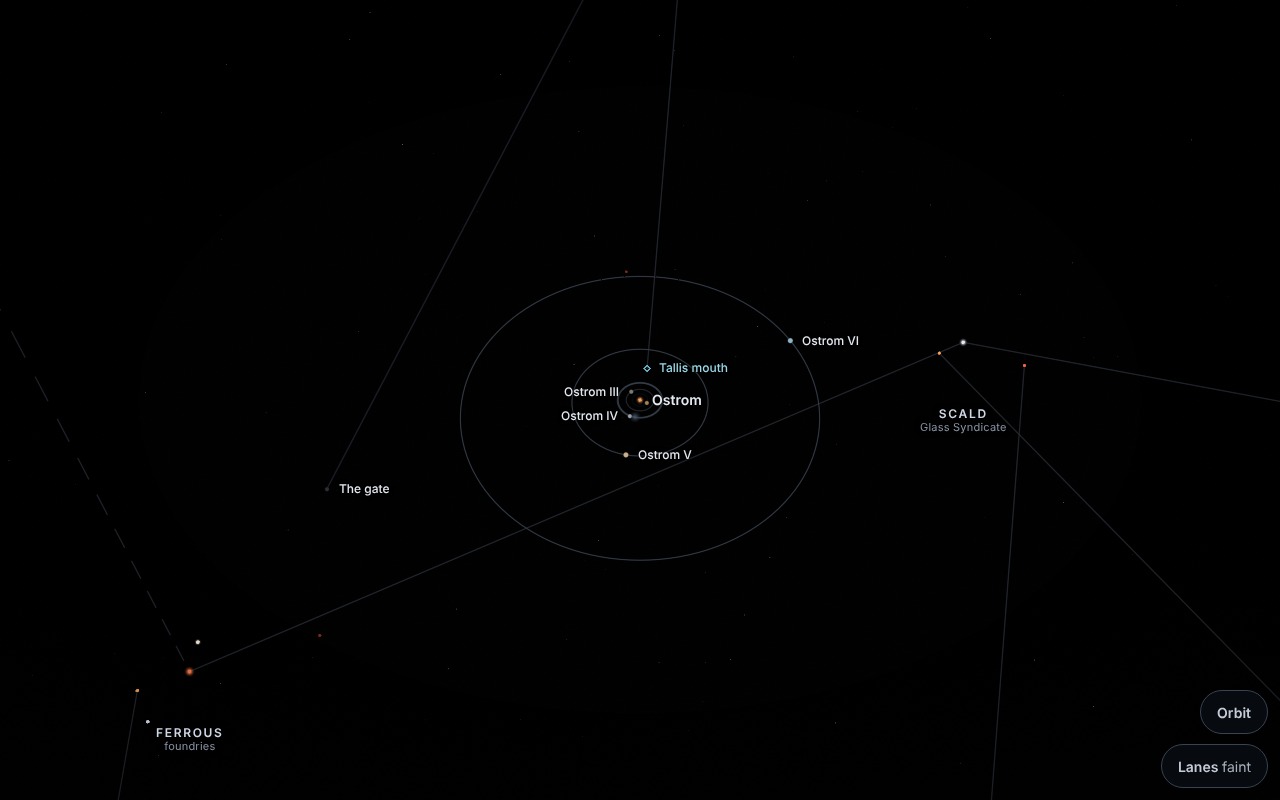 Ostrom VI
Tallis mouth
Ostrom III
Ostrom
Ostrom IV
SCALD
Glass Syndicate
Ostrom V
The gate
FERROUS
foundries
Orbit
Lanes faint